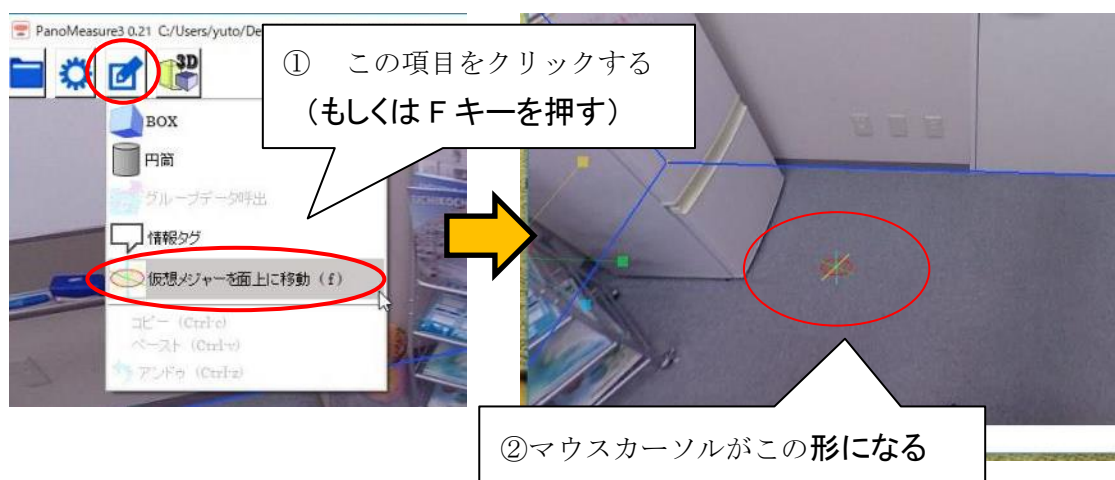 PanoMeasure3 0.21 C:/Users/yuto/De
3D
① この項目をクリックする
(もしくは F キーを押す)
BOX
円筒
グループデータ呼出
情報タグ
仮想メジャーを面上に移動 (f)
コピー (Ctrl-c)
ペースト (Ctrl-v)
アンドゥ (Ctrl-z)
②マウスカーソルがこの形になる